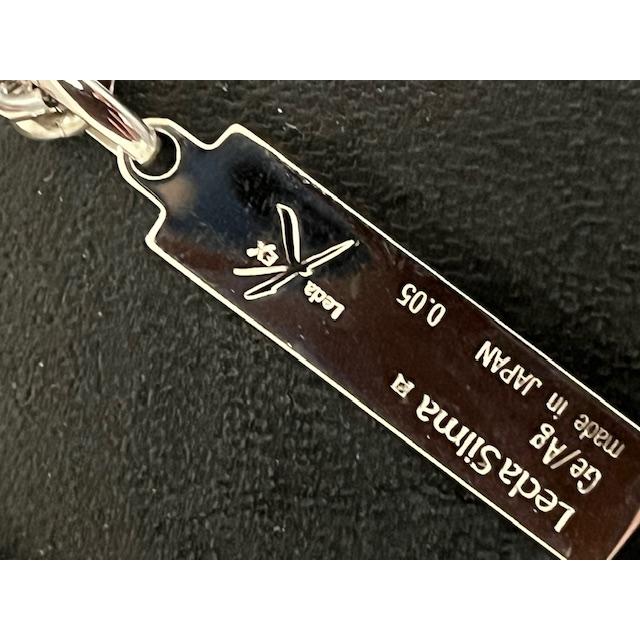 Leda EX
0.05
LedaSilma
Ge/Ag
made in JAPAN